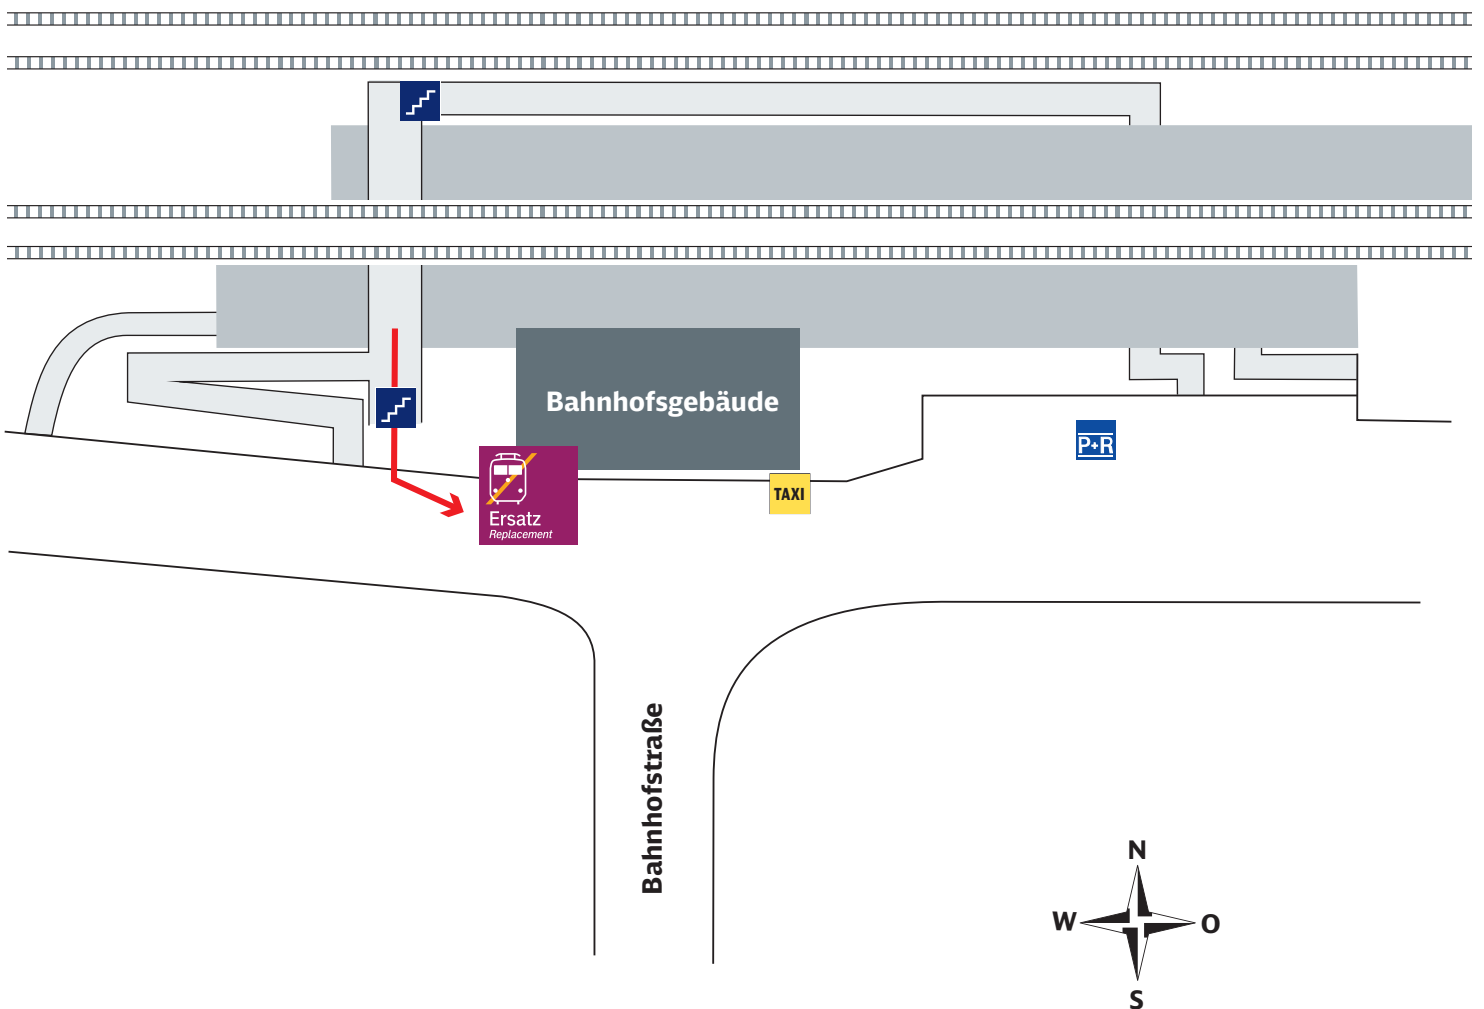 Bahnhofsgebäude
P+R
TAXI
Ersatz
Replacement
Bahnhofstraße
N
W
O
S